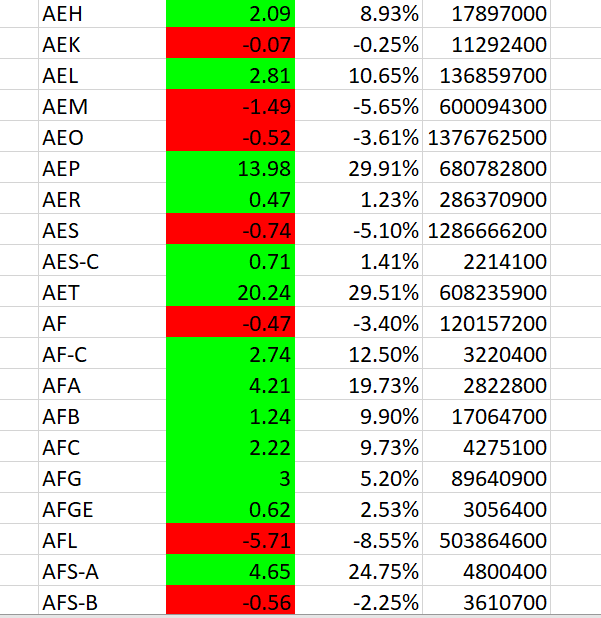 AEH 2.09 8.93% 17897000
AEK -0.07 -0.25% 11292400
AEL 2.81 10.65% 136859700
AEM -1.49 -5.65% 600094300
AEO -0.52 -3.61% 1376762500
AEP 13.98 29.91% 680782800
AER 0.47 1.23% 286370900
AES -0.74 -5.10% 1286666200
AES-C 0.71 1.41% 2214100
AET 20.24 29.51% 608235900
AF -0.47 -3.40% 120157200
AF-C 2.74 12.50% 3220400
AFA 4.21 19.73% 2822800
AFB 1.24 9.90% 17064700
AFC 2.22 9.73% 4275100
AFG 3 5.20% 89640900
AFGE 0.62 2.53% 3056400
AFL -5.71 -8.55% 503864600
AFS-A 4.65 24.75% 4800400
AFS-B -0.56 -2.25% 3610700